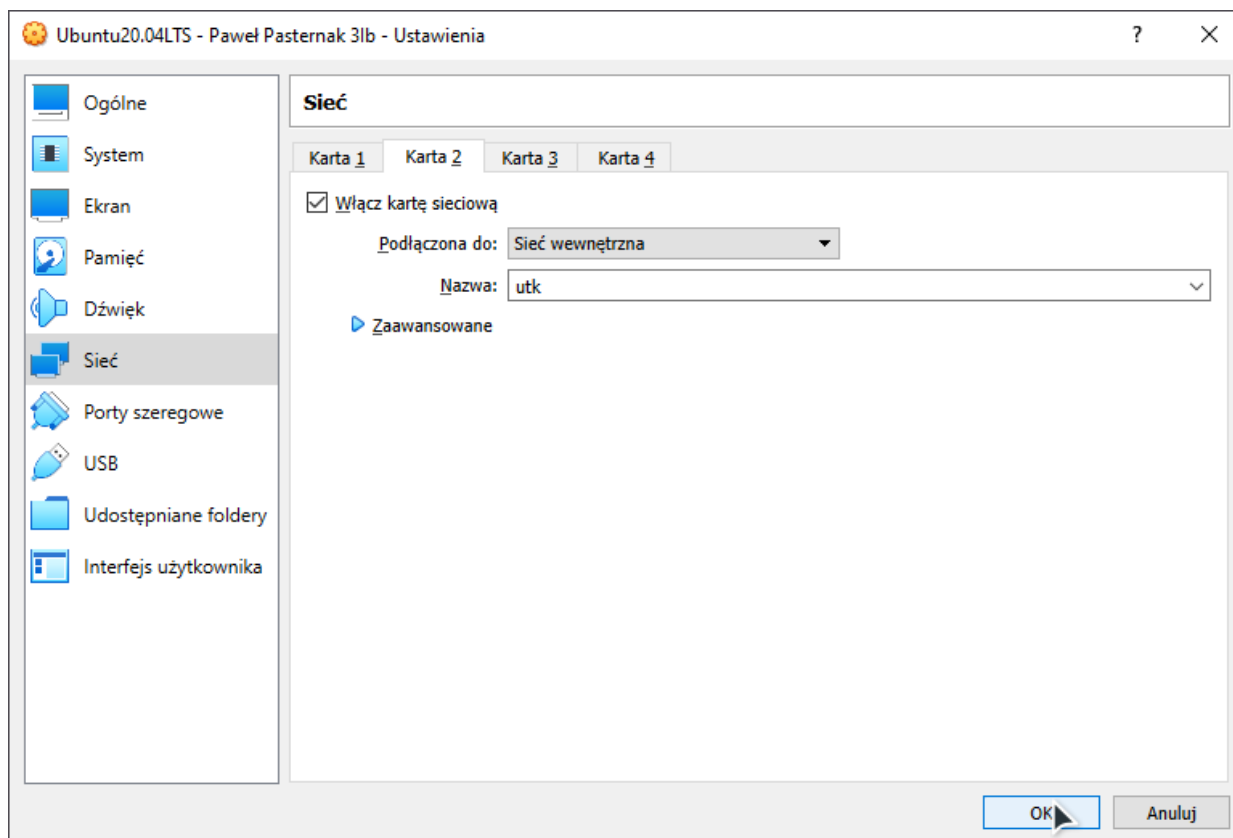 Ubuntu20.04LTS - Paweł Pasternak 3lb - Ustawienia ?
Ogólne
System
Ekran
Pamięć
Dźwięk
Sieć
Porty szeregowe
USB
Udostępniane foldery
Interfejs użytkownika
Sieć
Karta 1 Karta 2 Karta 3 Karta 4
Włącz kartę sieciową
Podłączona do: Sieć wewnętrzna
Nazwa: utk
Zaawansowane
OK Anuluj